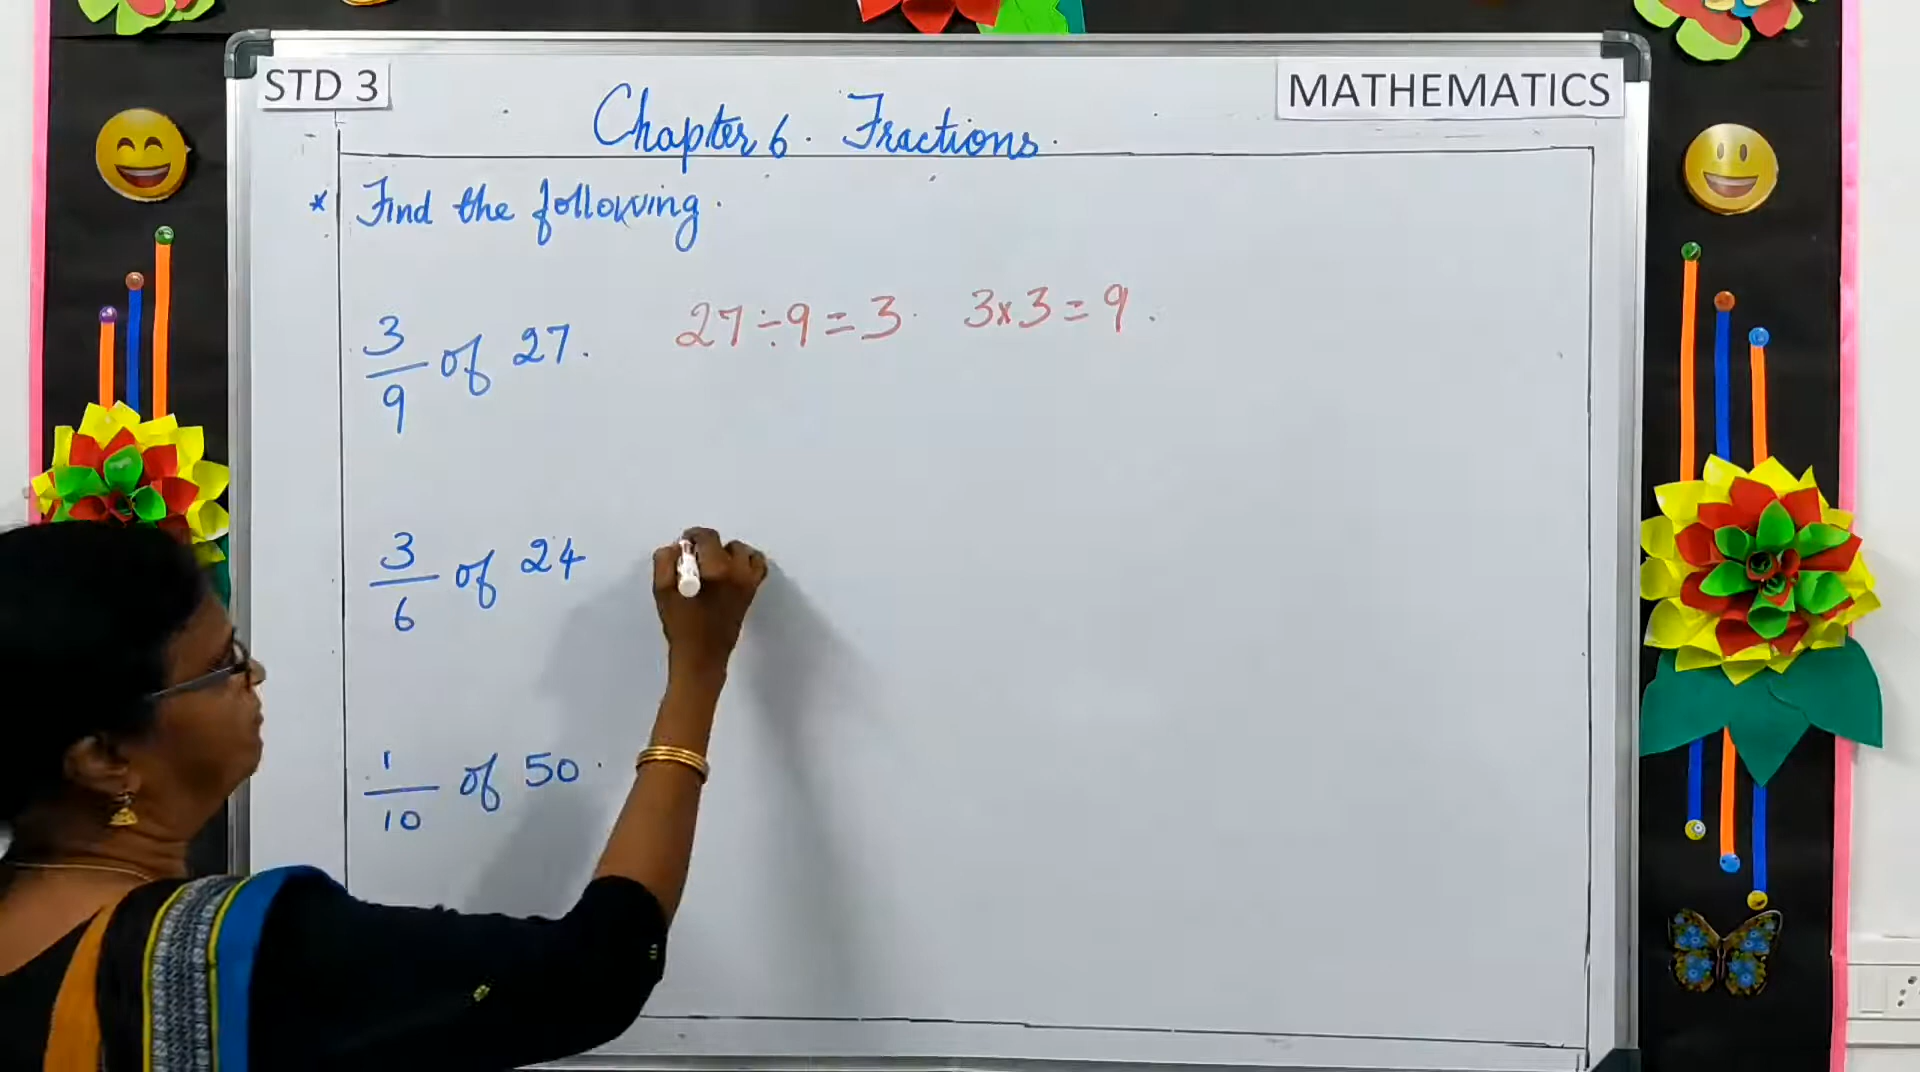 STD 3
MATHEMATICS
Chapter 6. Fractions.
* Find the following.
3/9 of 27. 27÷9=3. 3x3=9.
3/6 of 24
1/10 of 50.